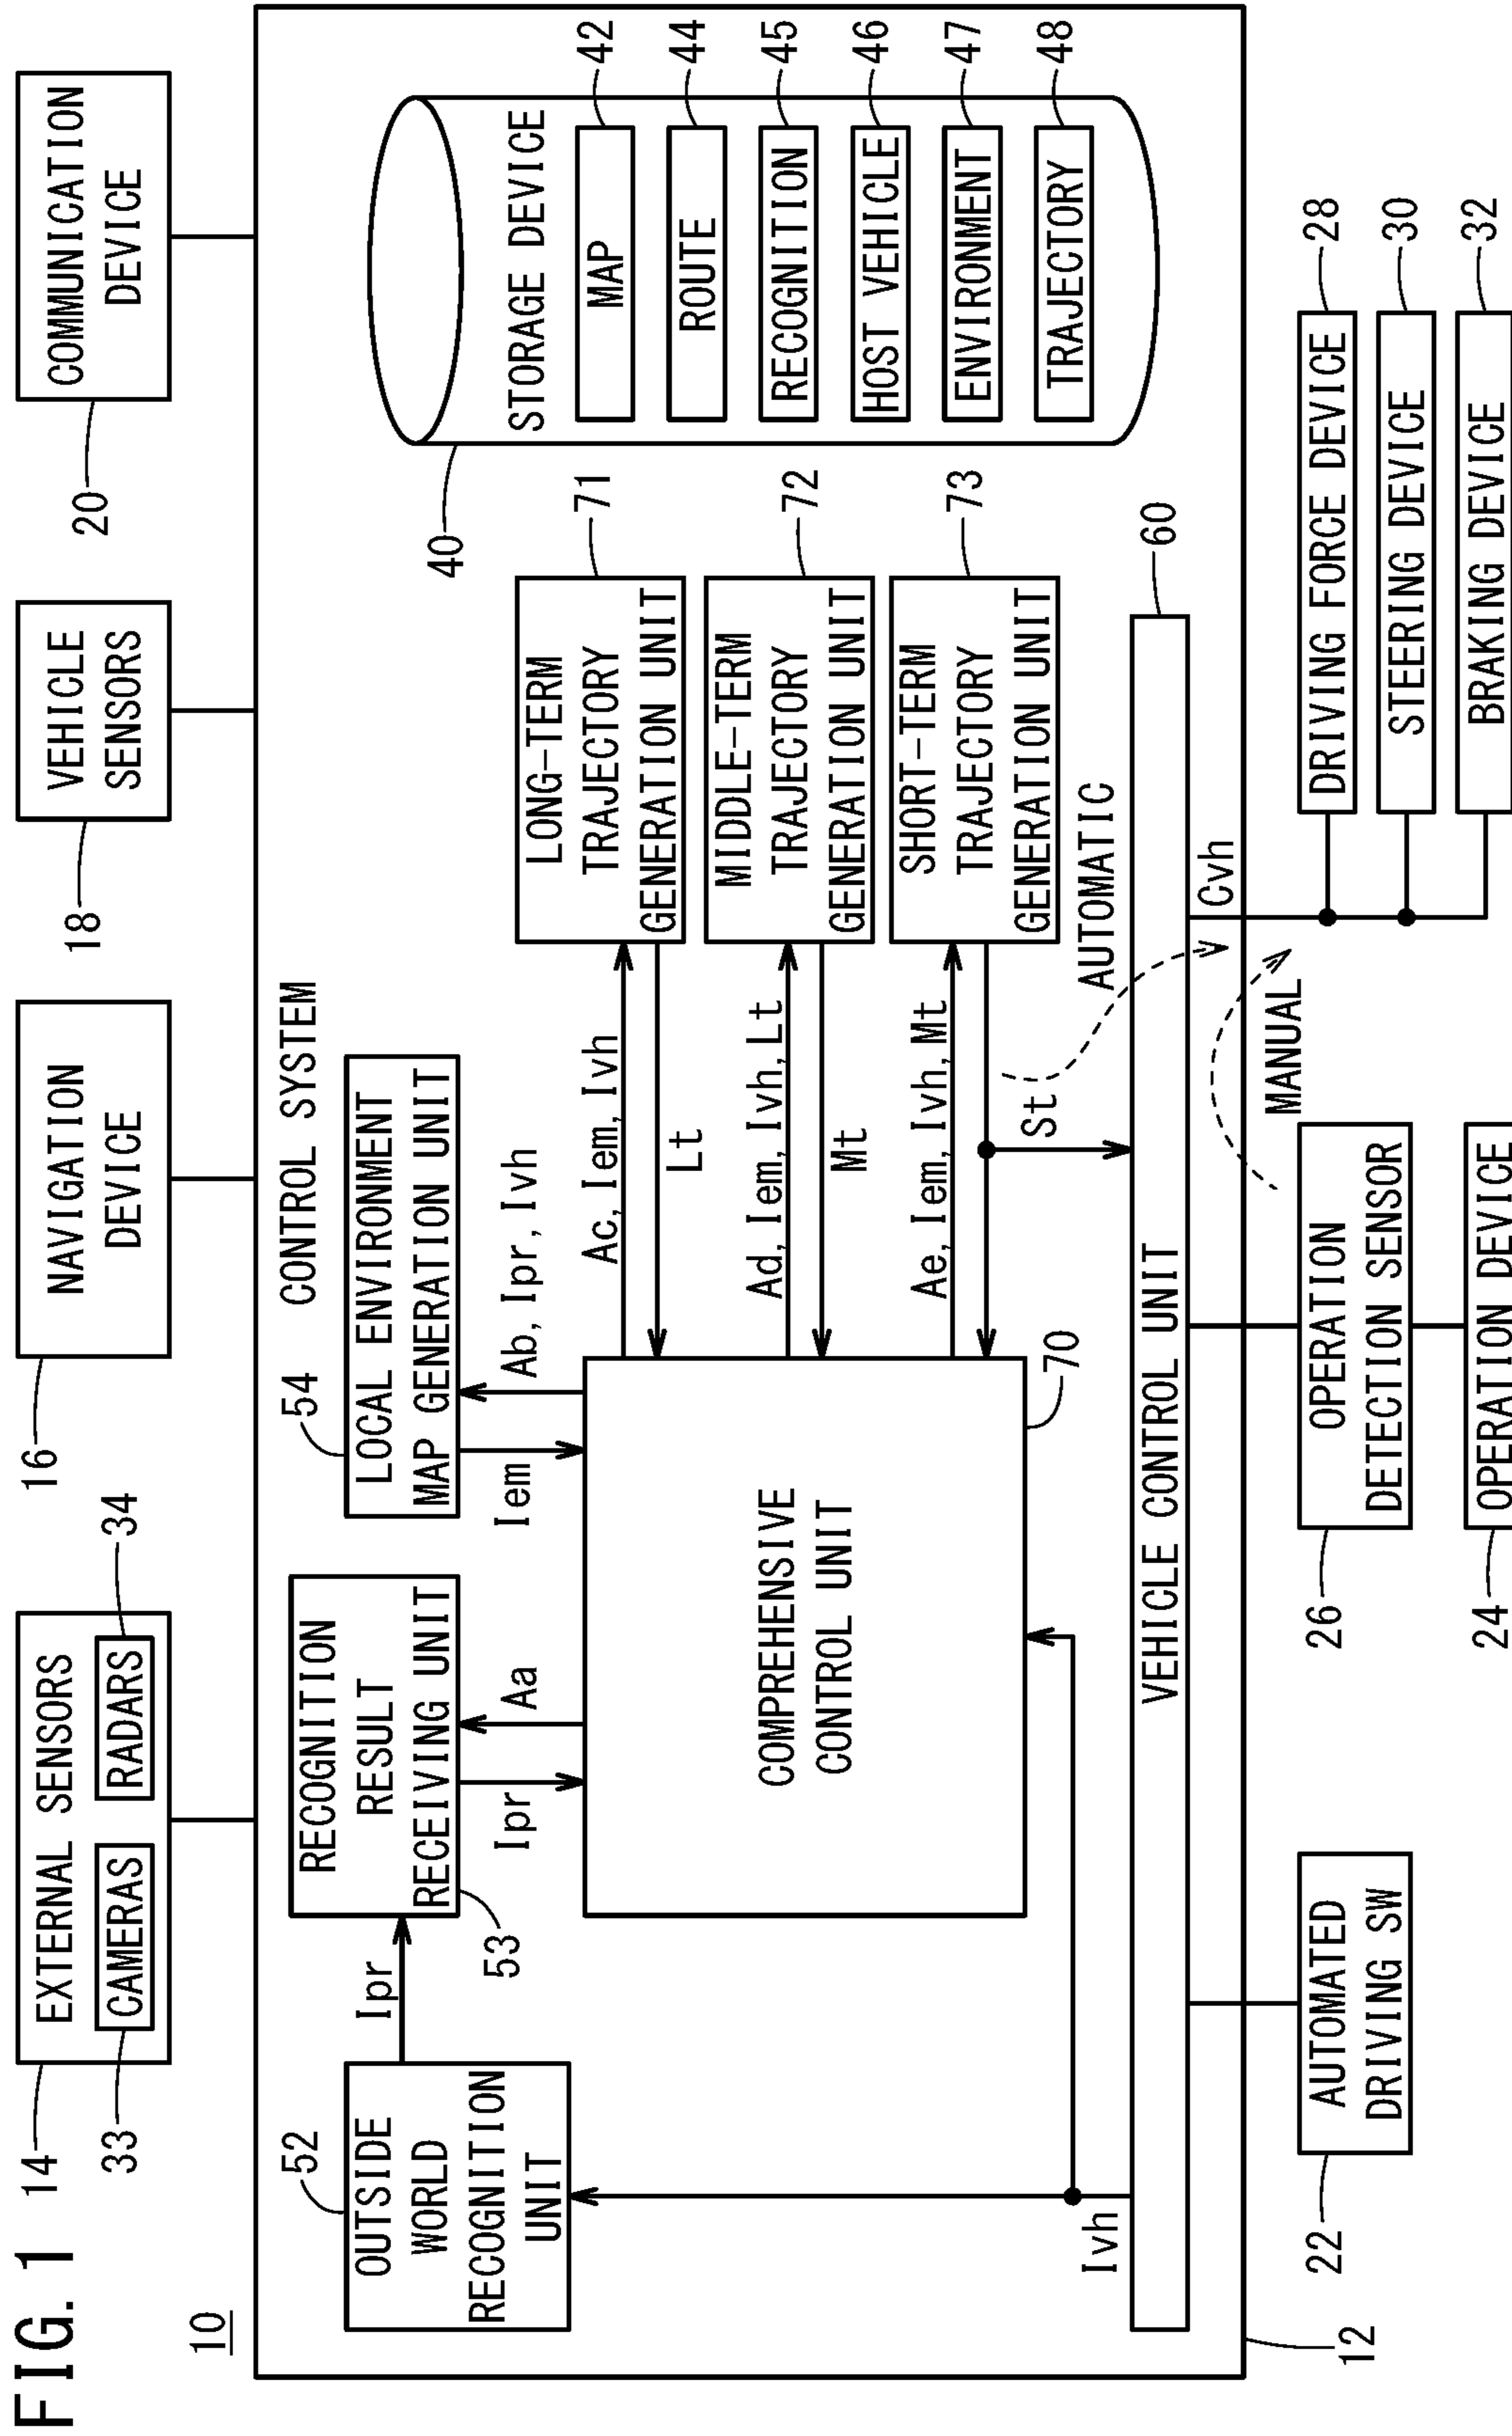 FIG. 1
10
14
EXTERNAL SENSORS
33
CAMERAS
RADARS
34
16
NAVIGATION
DEVICE
18
VEHICLE
SENSORS
20
COMMUNICATION
DEVICE
CONTROL SYSTEM
12
52
OUTSIDE
WORLD
RECOGNITION
UNIT
Ipr
RECOGNITION
RESULT
RECEIVING UNIT
53
Ipr
Aa
54
LOCAL ENVIRONMENT
MAP GENERATION UNIT
Iem
Ab, Ipr, Ivh
COMPREHENSIVE
CONTROL UNIT
70
Ac, Iem, Ivh
Lt
LONG-TERM
TRAJECTORY
GENERATION UNIT
71
Ad, Iem, Ivh, Lt
Mt
MIDDLE-TERM
TRAJECTORY
GENERATION UNIT
72
Ae, Iem, Ivh, Mt
St
SHORT-TERM
TRAJECTORY
GENERATION UNIT
73
40
STORAGE DEVICE
MAP
42
ROUTE
44
RECOGNITION
45
HOST VEHICLE
46
ENVIRONMENT
47
TRAJECTORY
48
Ivh
AUTOMATIC
VEHICLE CONTROL UNIT
60
Cvh
MANUAL
22
AUTOMATED
DRIVING SW
26
OPERATION
DETECTION SENSOR
24
OPERATION DEVICE
DRIVING FORCE DEVICE
28
STEERING DEVICE
30
BRAKING DEVICE
32